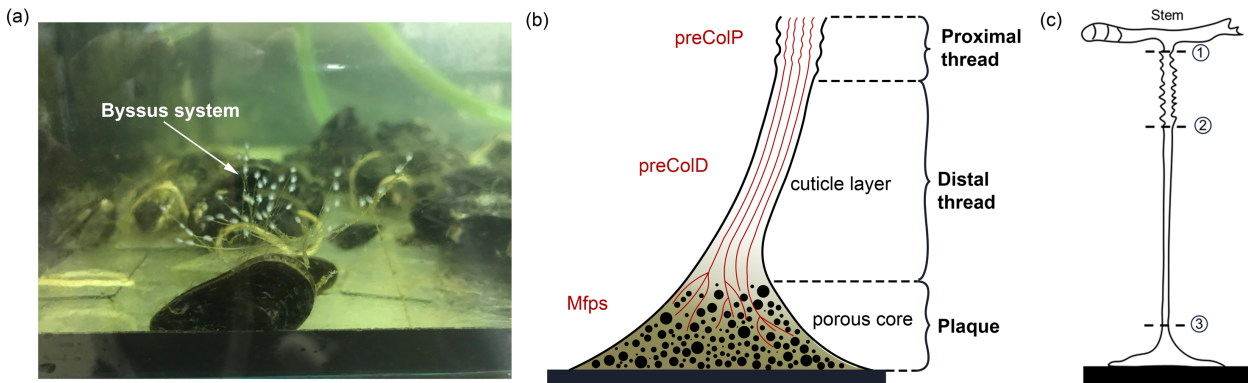 (a)
Byssus system
(b)
preColP
preColD
Mfps
cuticle layer
porous core
Proximal
thread
Distal
thread
Plaque
(c)
Stem
①
②
③